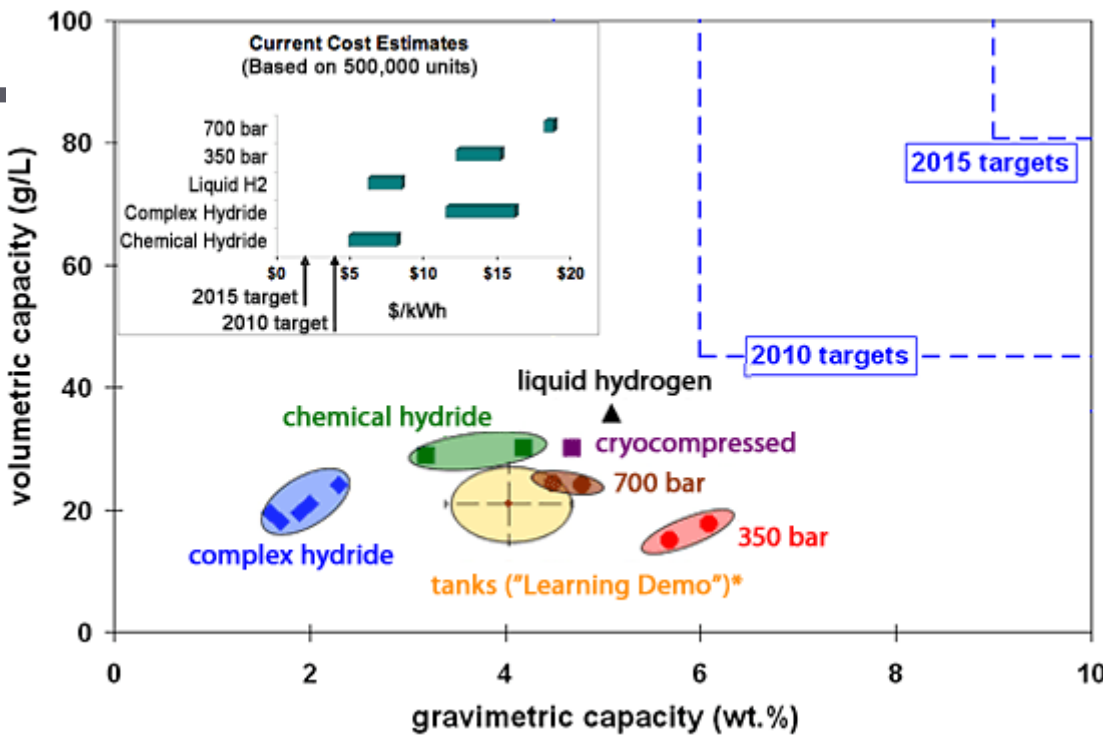 100
80
60
40
20
0
volumetric capacity (g/L)
Current Cost Estimates
(Based on 500,000 units)
700 bar
350 bar
Liquid H2
Complex Hydride
Chemical Hydride
$0 $5 $10 $15 $20
2015 target
2010 target
$/kWh
2015 targets
2010 targets
liquid hydrogen
chemical hydride
cryocompressed
700 bar
complex hydride
350 bar
tanks ("Learning Demo")*
0 2 4 6 8 10
gravimetric capacity (wt.%)